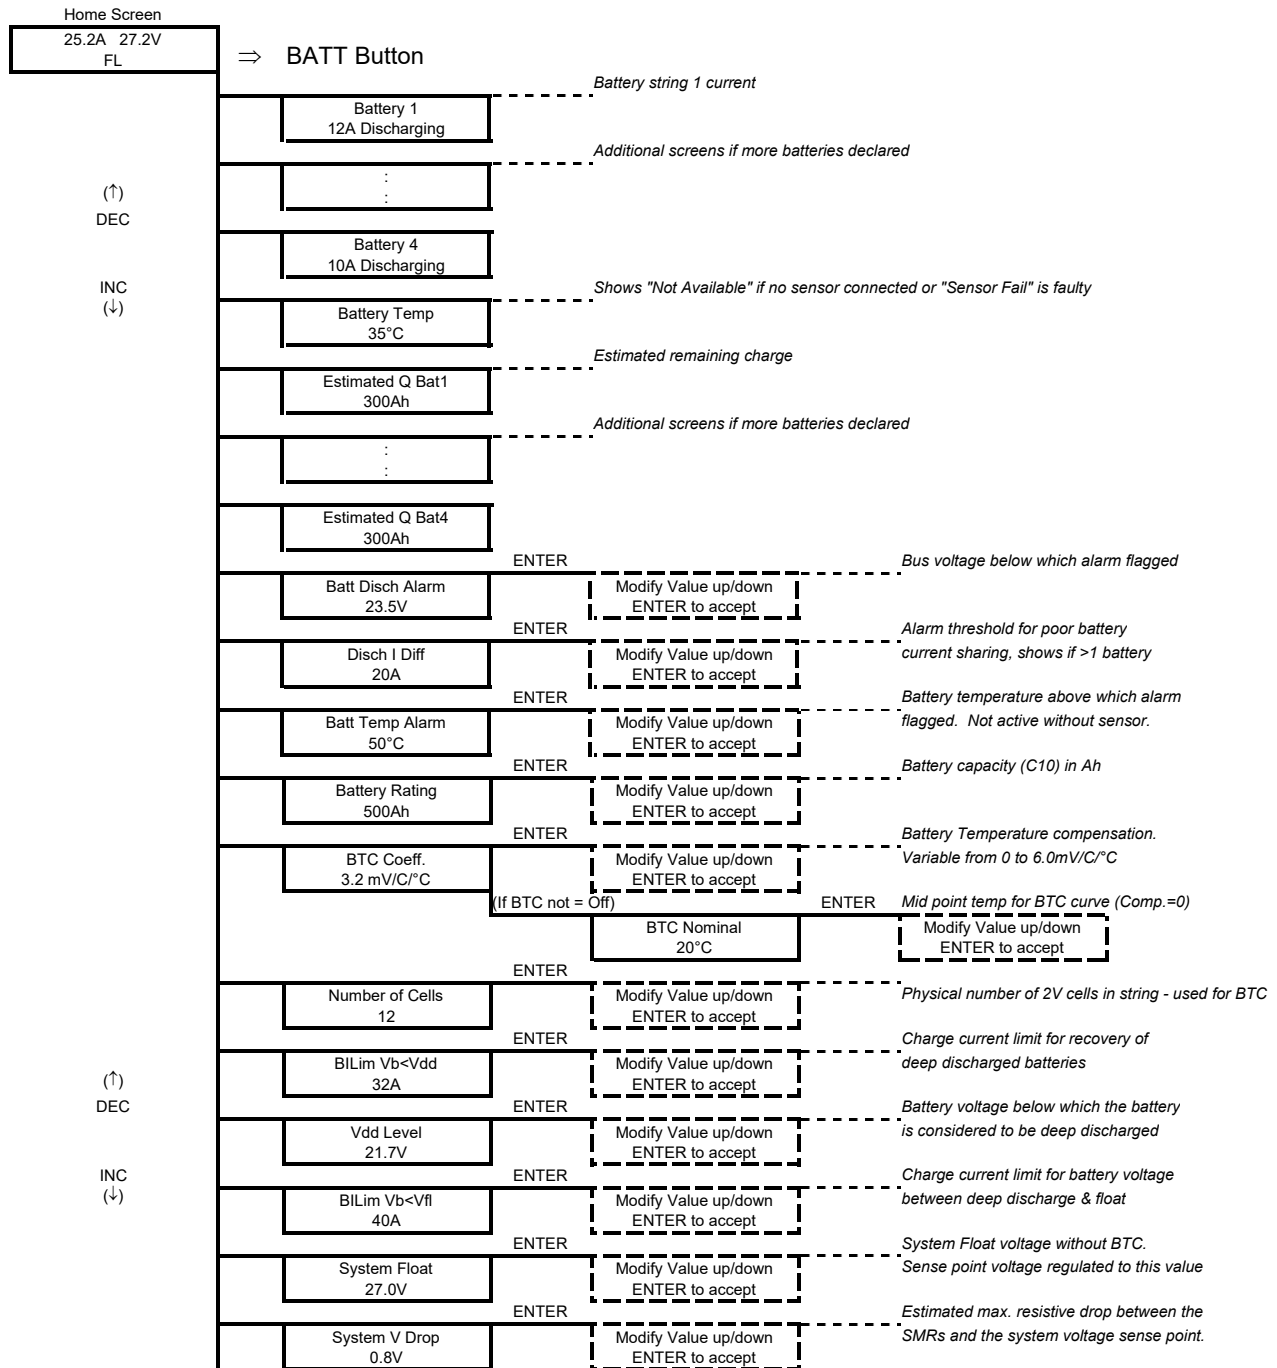 Home Screen
25.2A 27.2V
FL
⇒ BATT Button
Battery string 1 current
Battery 1
12A Discharging
Additional screens if more batteries declared
:
:
(↑)
DEC
Battery 4
10A Discharging
INC
(↓)
Shows "Not Available" if no sensor connected or "Sensor Fail" is faulty
Battery Temp
35°C
Estimated remaining charge
Estimated Q Bat1
300Ah
Additional screens if more batteries declared
:
:
Estimated Q Bat4
300Ah
ENTER
Bus voltage below which alarm flagged
Batt Disch Alarm
23.5V
Modify Value up/down
ENTER to accept
ENTER
Alarm threshold for poor battery
current sharing, shows if >1 battery
Disch I Diff
20A
Modify Value up/down
ENTER to accept
ENTER
Battery temperature above which alarm
flagged. Not active without sensor.
Batt Temp Alarm
50°C
Modify Value up/down
ENTER to accept
ENTER
Battery capacity (C10) in Ah
Battery Rating
500Ah
Modify Value up/down
ENTER to accept
ENTER
Battery Temperature compensation.
Variable from 0 to 6.0mV/C/°C
BTC Coeff.
3.2 mV/C/°C
Modify Value up/down
ENTER to accept
(If BTC not = Off)
ENTER
Mid point temp for BTC curve (Comp.=0)
BTC Nominal
20°C
Modify Value up/down
ENTER to accept
ENTER
Physical number of 2V cells in string - used for BTC
Number of Cells
12
Modify Value up/down
ENTER to accept
ENTER
Charge current limit for recovery of
deep discharged batteries
BILim Vb<Vdd
32A
Modify Value up/down
ENTER to accept
(↑)
DEC
ENTER
Battery voltage below which the battery
is considered to be deep discharged
Vdd Level
21.7V
Modify Value up/down
ENTER to accept
INC
(↓)
ENTER
Charge current limit for battery voltage
between deep discharge & float
BILim Vb<Vfl
40A
Modify Value up/down
ENTER to accept
ENTER
System Float voltage without BTC.
Sense point voltage regulated to this value
System Float
27.0V
Modify Value up/down
ENTER to accept
ENTER
Estimated max. resistive drop between the
SMRs and the system voltage sense point.
System V Drop
0.8V
Modify Value up/down
ENTER to accept